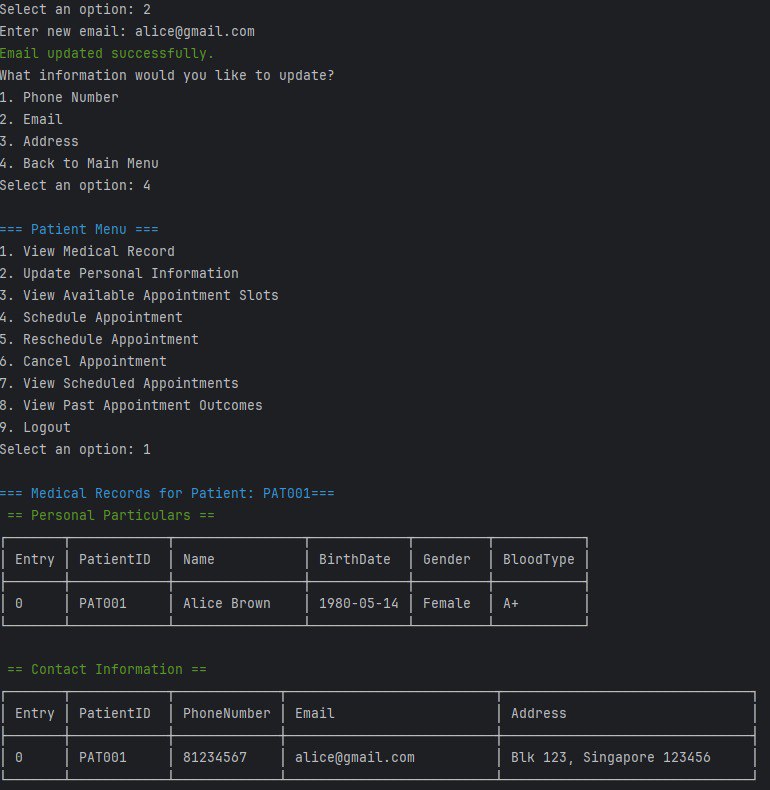 Select an option: 2
Enter new email: alice@gmail.com
Email updated successfully.
What information would you like to update?
1. Phone Number
2. Email
3. Address
4. Back to Main Menu
Select an option: 4
=== Patient Menu ===
1. View Medical Record
2. Update Personal Information
3. View Available Appointment Slots
4. Schedule Appointment
5. Reschedule Appointment
6. Cancel Appointment
7. View Scheduled Appointments
8. View Past Appointment Outcomes
9. Logout
Select an option: 1
=== Medical Records for Patient: PAT001===
== Personal Particulars ==
Entry PatientID Name BirthDate Gender BloodType
0 PAT001 Alice Brown 1980-05-14 Female A+
== Contact Information ==
Entry PatientID PhoneNumber Email Address
0 PAT001 81234567 alice@gmail.com Blk 123, Singapore 123456